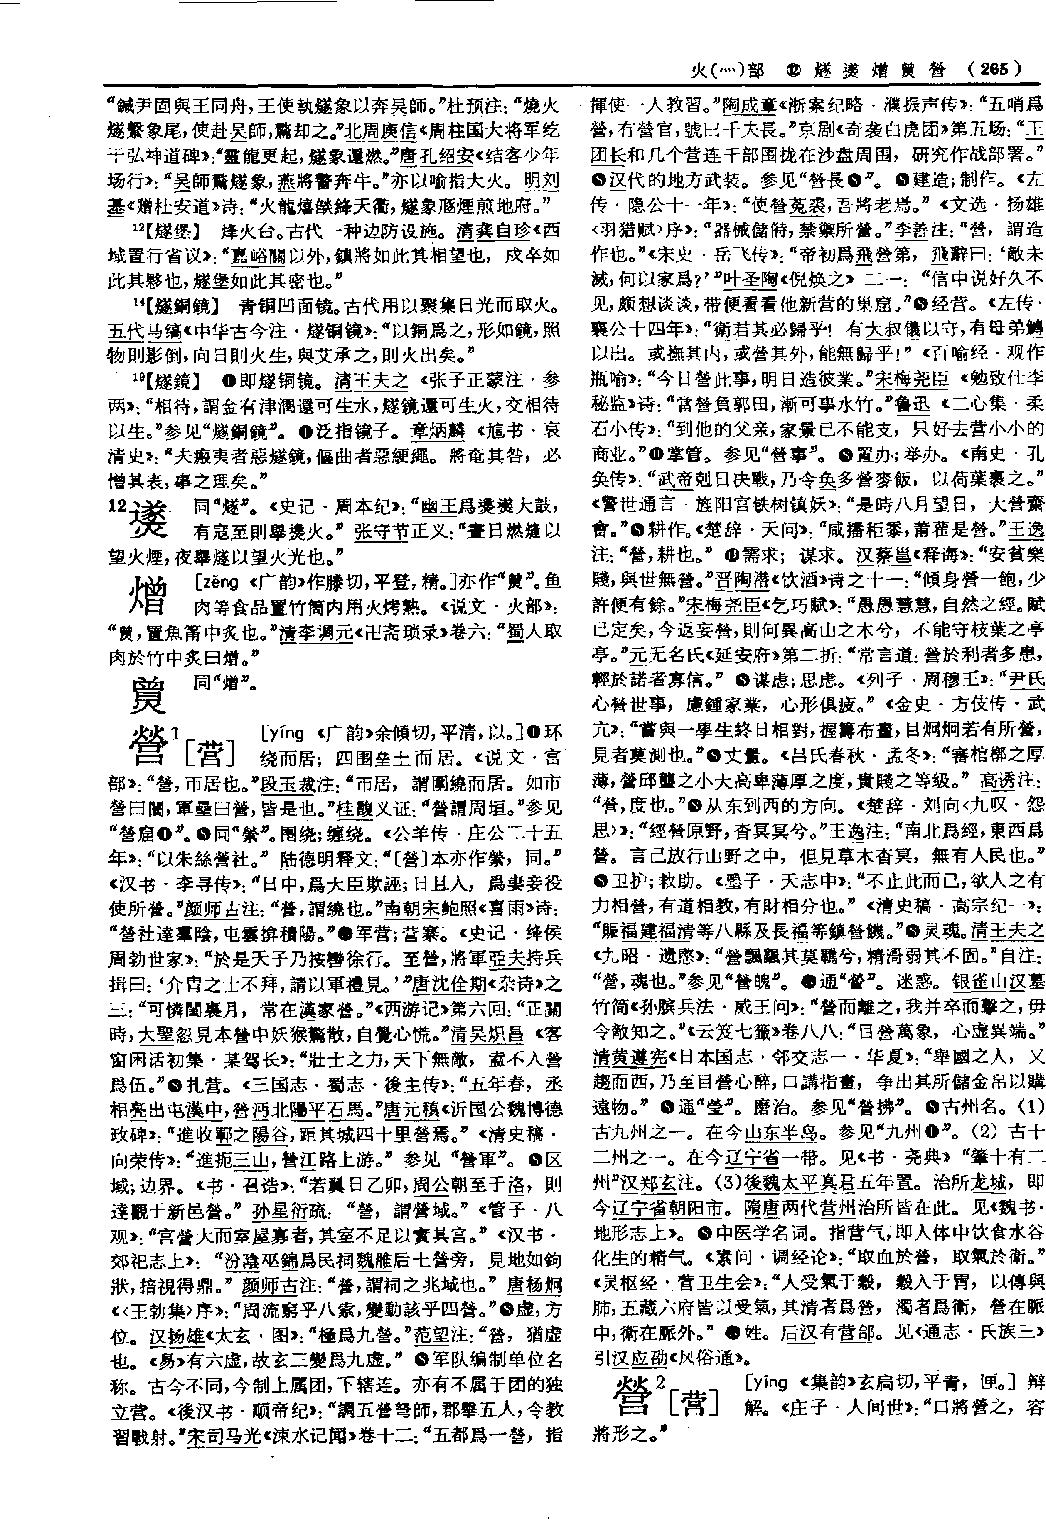 火(灬)部 ⑫ 燧 㷭 熷 㷓 營 (265)
“鍼尹固與王同舟，王使執燧象以奔吳師。”杜預注：“燒火
燧繫象尾，使赴吴師，驚却之。”北周庾信《周柱国大将军纥
干弘神道碑》：“靈龍更起，燧象還燃。”唐孔绍安《结客少年
场行》：“吴師驚燧象，燕將警奔牛。”亦以喻指大火。明刘
基《赠杜安道》诗：“火龍熺燄絳天衢，燧象豗煙煎地府。”
¹²【燧堡】 烽火台。古代一种边防设施。清龚自珍《西
域置行省议》：“嘉峪關以外，鎮將如此其相望也，戍卒如
此其夥也，燧堡如此其密也。”
¹⁴【燧銅鏡】 青铜凹面镜。古代用以聚集日光而取火。
五代马缟《中华古今注·燧铜镜》：“以銅爲之，形如鏡，照
物則影倒，向日則火生，與艾承之，則火出矣。”
¹⁹【燧鏡】 ❶即燧铜镜。清王夫之《张子正蒙注·参
两》：“相待，謂金有津潤還可生水，燧鏡還可生火，交相待
以生。”参见“燧銅鏡”。❷泛指镜子。章炳麟《訄书·哀
清史》：“夫瘢夷者惡燧鏡，傴曲者惡綆繩。將奄其咎，必
憎其表，事之理矣。”
12 㷭 同“燧”。《史记·周本纪》：“幽王爲㷭㷭大鼓，
有寇至則舉㷭火。”张守节正义：“晝日燃㷭以
望火煙，夜舉燧以望火光也。”
熷 [zēng 《广韵》作滕切，平登，精。]亦作“㷓”。鱼
肉等食品置竹筒内用火烤熟。《说文·火部》：
“㷓，置魚筩中炙也。”清李调元《卍斋琐录》卷六：“蜀人取
肉於竹中炙曰熷。”
㷓 同“熷”。
營¹[营] [yíng 《广韵》余傾切，平清，以。]❶环
绕而居；四围垒土而居。《说文·宫
部》：“營，帀居也。”段玉裁注：“帀居，謂圍繞而居。如市
營曰闤，軍壘曰營，皆是也。”桂馥义证：“營謂周垣。”参见
“營窟❶”。❷同“縈”。围绕；缠绕。《公羊传·庄公二十五
年》：“以朱絲營社。”陆德明释文：“〔營〕本亦作縈，同。”
《汉书·李寻传》：“日中，爲大臣欺誣；日且入，爲妻妾役
使所營。”颜师古注：“營，謂繞也。”南朝宋鲍照《喜雨》诗：
“營社達羣陰，屯雲揜積陽。”❸军营；营寨。《史记·绛侯
周勃世家》：“於是天子乃按轡徐行。至營，將軍亞夫持兵
揖曰：‘介胄之士不拜，請以軍禮見。’”唐沈佺期《杂诗》之
三：“可憐閨裏月，常在漢家營。”《西游记》第六回：“正鬭
時，大聖忽見本營中妖猴驚散，自覺心慌。”清吴炽昌《客
窗闲话初集·某驾长》：“壯士之力，天下無敵，盍不入營
爲伍。”❹扎营。《三国志·蜀志·後主传》：“五年春，丞
相亮出屯漢中，營沔北陽平石馬。”唐元稹《沂国公魏博德
政碑》：“進收鄆之陽谷，距其城四十里營焉。”《清史稿·
向荣传》：“進扼三山，營江路上游。”参见“營軍”。❺区
域；边界。《书·召诰》：“若翼日乙卯，周公朝至于洛，則
達觀于新邑營。”孙星衍疏：“營，謂營域。”《管子·八
观》：“宫營大而室屋寡者，其室不足以實其宫。”《汉书·
郊祀志上》：“汾陰巫錦爲民祠魏脽后土營旁，見地如鉤
狀，掊視得鼎。”颜师古注：“營，謂祠之兆域也。”唐杨炯
《〈王勃集〉序》：“周流窮乎八索，變動該乎四營。”❻虚，方
位。汉扬雄《太玄·图》：“極爲九營。”范望注：“營，猶虚
也。《易》有六虚，故玄三變爲九虚。”❼军队编制单位名
称。古今不同，今制上属团，下辖连。亦有不属于团的独
立营。《後汉书·顺帝纪》：“調五營弩師，郡舉五人，令教
習戰射。”宋司马光《涑水记闻》卷十二：“五都爲一營，指
揮使一人教習。”陶成章《浙案纪略·濮振声传》：“五哨爲
營，有營官，號曰千夫長。”京剧《奇袭白虎团》第五场：“王
团长和几个营连干部围拢在沙盘周围，研究作战部署。”
汉代的地方武装。参见“營長”。建造；制作。《左
传·隐公十一年》：“使營菟裘，吾將老焉。”《文选·扬雄
〈羽猎赋〉序》：“器械儲偫，禁禦所營。”李善注：“營，謂造
作也。”《宋史·岳飞传》：“帝初爲飛營第，飛辭曰：‘敵未
滅，何以家爲？’”叶圣陶《倪焕之》二一：“信中说好久不
见，颇想谈谈，带便看看他新营的巢窟。”经营。《左传·
襄公十四年》：“衛君其必歸乎！有大叔儀以守，有母弟鱄
以出。或撫其内，或營其外，能無歸乎！”《百喻经·观作
瓶喻》：“今日營此事，明日造彼業。”宋梅尧臣《勉致仕李
秘监》诗：“嘗營負郭田，漸可事水竹。”鲁迅《二心集·柔
石小传》：“到他的父亲，家景已不能支，只好去营小小的
商业。”掌管。参见“營事”。置办；举办。《南史·孔
奂传》：“武帝剋日決戰，乃令奂多營麥飯，以荷葉裹之。”
《警世通言·旌阳宫铁树镇妖》：“是時八月望日，大營齋
會。”耕作。《楚辞·天问》：“咸播秬黍，莆雚是營。”王逸
注：“營，耕也。”需求；谋求。汉蔡邕《释诲》：“安貧樂
賤，與世無營。”晋陶潜《饮酒》诗之十一：“傾身營一飽，少
許便有餘。”宋梅尧臣《乞巧赋》：“愚愚慧慧，自然之經。賦
已定矣，今返妄營，則何異高山之木兮，不能守枝葉之亭
亭。”元无名氏《延安府》第二折：“常言道：營於利者多患，
輕於諾者寡信。”谋虑；思虑。《列子·周穆王》：“尹氏
心營世事，慮鍾家業，心形俱疲。”《金史·方伎传·武
亢》：“嘗與一學生終日相對，握籌布畫，目炯炯若有所營，
見者莫測也。”丈量。《吕氏春秋·孟冬》：“審棺槨之厚
薄，營邱壟之小大高卑薄厚之度，貴賤之等級。”高诱注：
“營，度也。”从东到西的方向。《楚辞·刘向〈九叹·怨
思〉》：“經營原野，杳冥冥兮。”王逸注：“南北爲經，東西爲
營。言己放行山野之中，但見草木杳冥，無有人民也。”
卫护；救助。《墨子·天志中》：“不止此而已，欲人之有
力相營，有道相教，有財相分也。”《清史稿·高宗纪一》：
“賑福建福清等八縣及長福等鎮營饑。”灵魂。清王夫之
《九昭·遗愍》：“營飄飄其莫羈兮，精滑弱其不固。”自注：
“營，魂也。”参见“營魄”。通“謍”。迷惑。银雀山汉墓
竹简《孙膑兵法·威王问》：“營而離之，我并卒而擊之，毋
令敵知之。”《云笈七籤》卷八八：“目營萬象，心虚異端。”
清黄遵宪《日本国志·邻交志一·华夏》：“舉國之人，又
趨而西，乃至目營心醉，口講指畫，争出其所儲金帛以購
遠物。”通“瑩”。磨治。参见“營拂”。古州名。（1）
古九州之一。在今山东半岛。参见“九州❶”。（2）古十
二州之一。在今辽宁省一带。见《书·尧典》“肇十有二
州”汉郑玄注。（3）後魏太平真君五年置。治所龙城，即
今辽宁省朝阳市。隋唐两代营州治所皆在此。见《魏书·
地形志上》。中医学名词。指营气，即人体中饮食水谷
化生的精气。《素问·调经论》：“取血於營，取氣於衛。”
《灵枢经·营卫生会》：“人受氣于穀，穀入于胃，以傳與
肺，五藏六府皆以受氣，其清者爲營，濁者爲衛，營在脈
中，衛在脈外。”姓。后汉有营郃。见《通志·氏族三》
引汉应劭《风俗通》。
營²[营] [yíng 《集韵》玄扃切，平青，匣。]辩
解。《庄子·人间世》：“口將營之，容
將形之。”